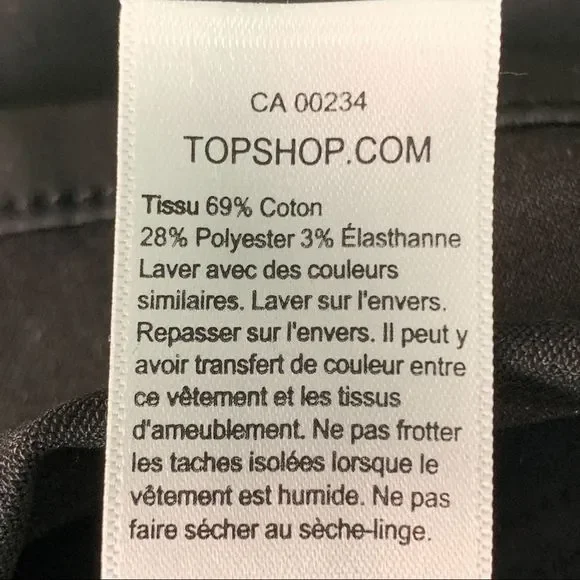 CA 00234
TOPSHOP.COM
Tissu 69% Coton
28% Polyester 3% Élasthanne
Laver avec des couleurs
similaires. Laver sur l'envers.
Repasser sur l'envers. Il peut y
avoir transfert de couleur entre
ce vêtement et les tissus
d'ameublement. Ne pas frotter
les taches isolées lorsque le
vêtement est humide. Ne pas
faire sécher au sèche-linge.